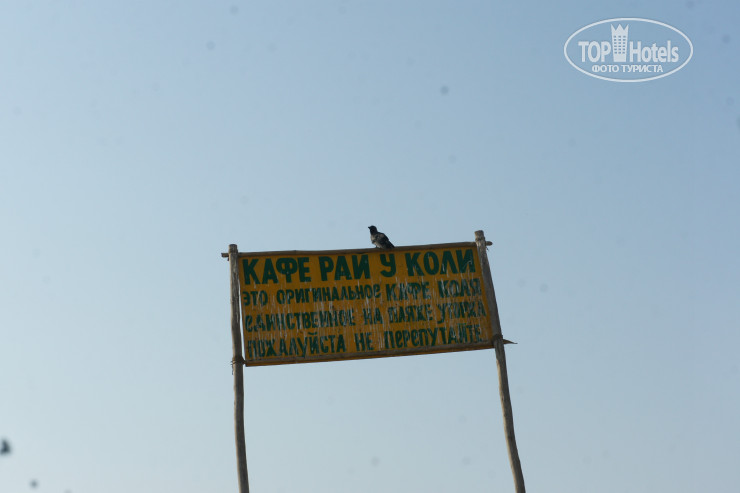 TOP Hotels
ФОТО ТУРИСТА
КАФЕ РАИ У КОЛИ
ЭТО ОРИГИНАЛЬНОЕ КАФЕ КОЛИ
ЕДИНСТВЕННОЕ НА ПЛЯЖЕ
ПОЖАЛУЙСТА НЕ ПЕРЕПУТАЙТЕ